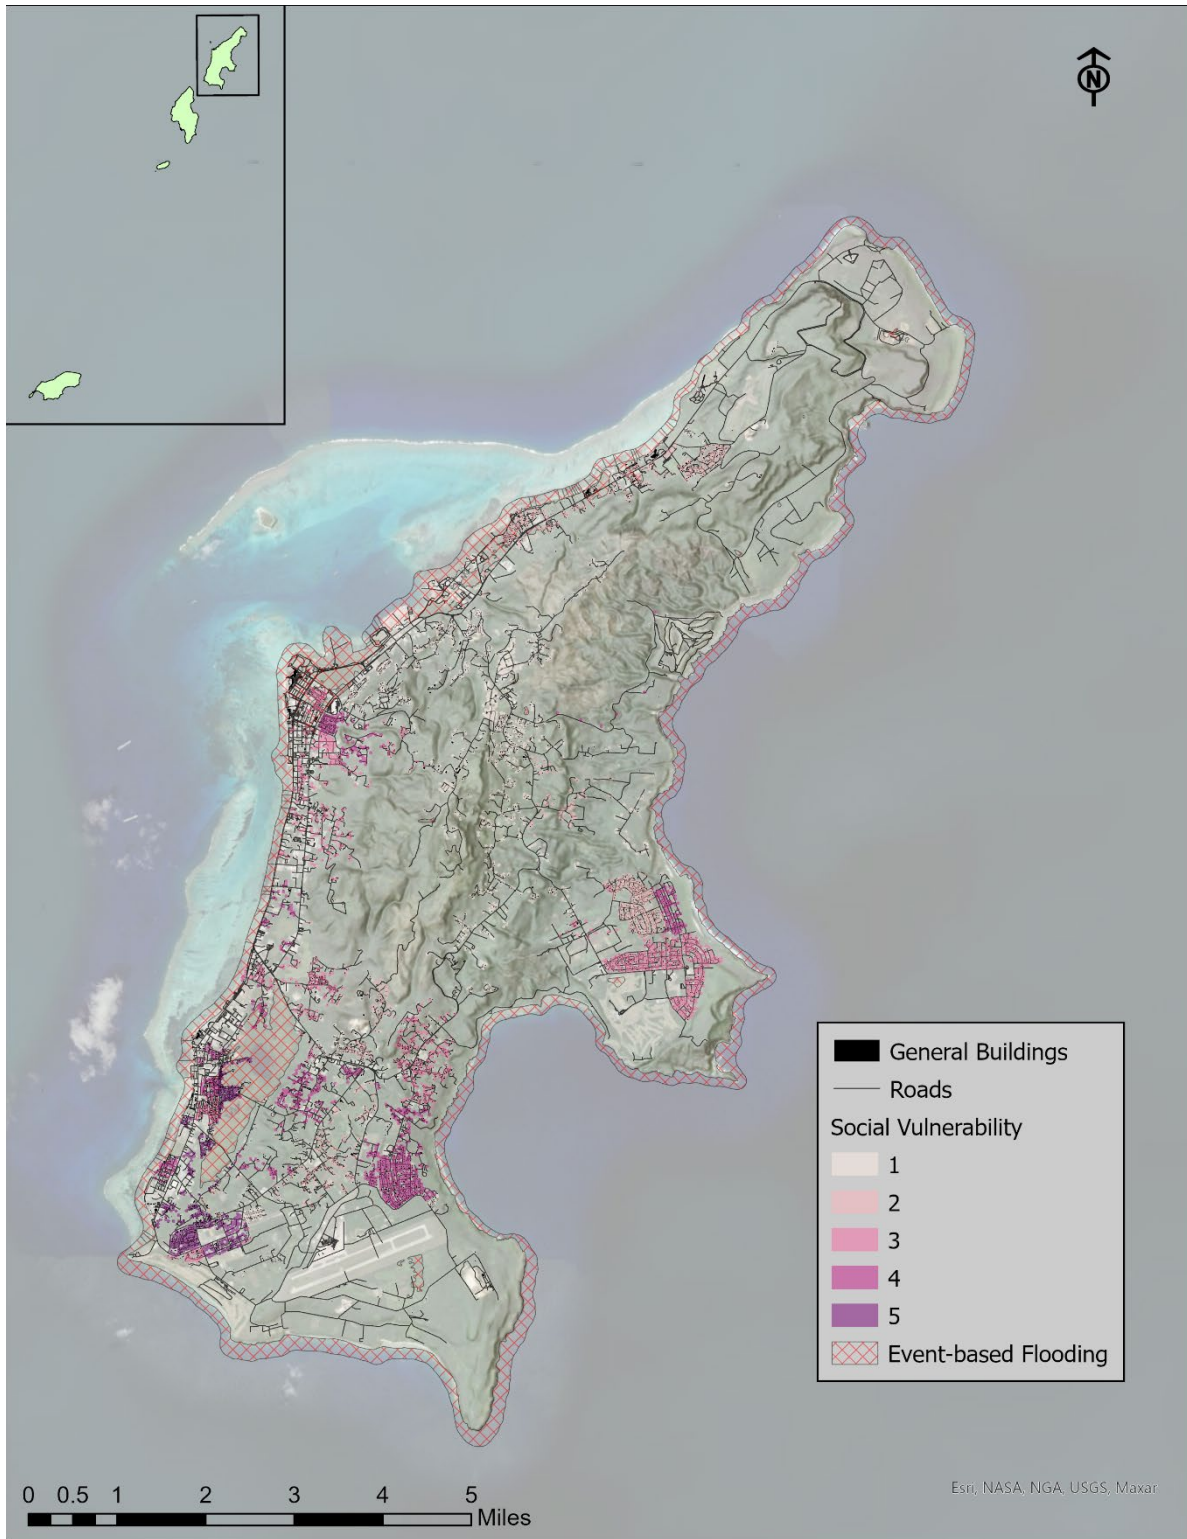 N
General Buildings
Roads
Social Vulnerability
1
2
3
4
5
Event-based Flooding
Esri, NASA, NGA, USGS, Maxar
0 0.5 1 2 3 4 5
Miles